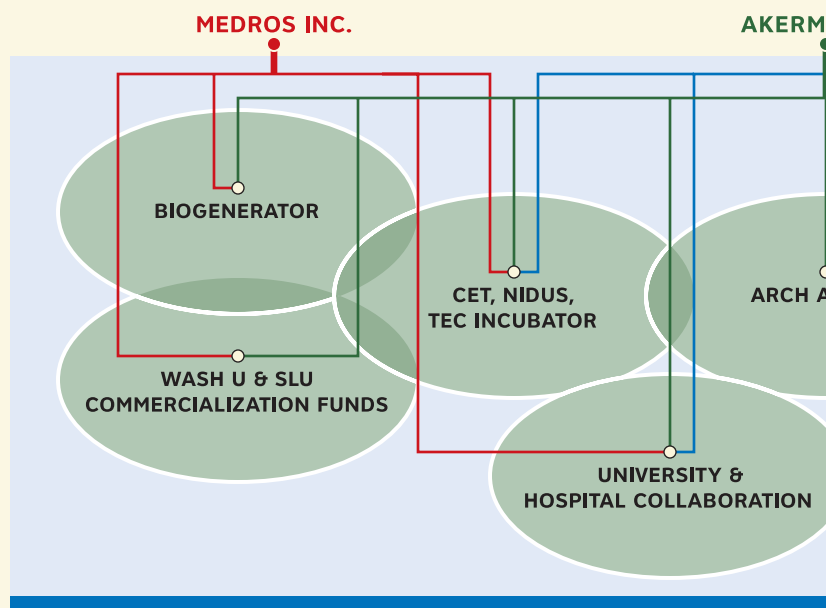 MEDROS INC.
AKERM
BIOGENERATOR
CET, NIDUS,
TEC INCUBATOR
ARCH A
WASH U & SLU
COMMERCIALIZATION FUNDS
UNIVERSITY &
HOSPITAL COLLABORATION